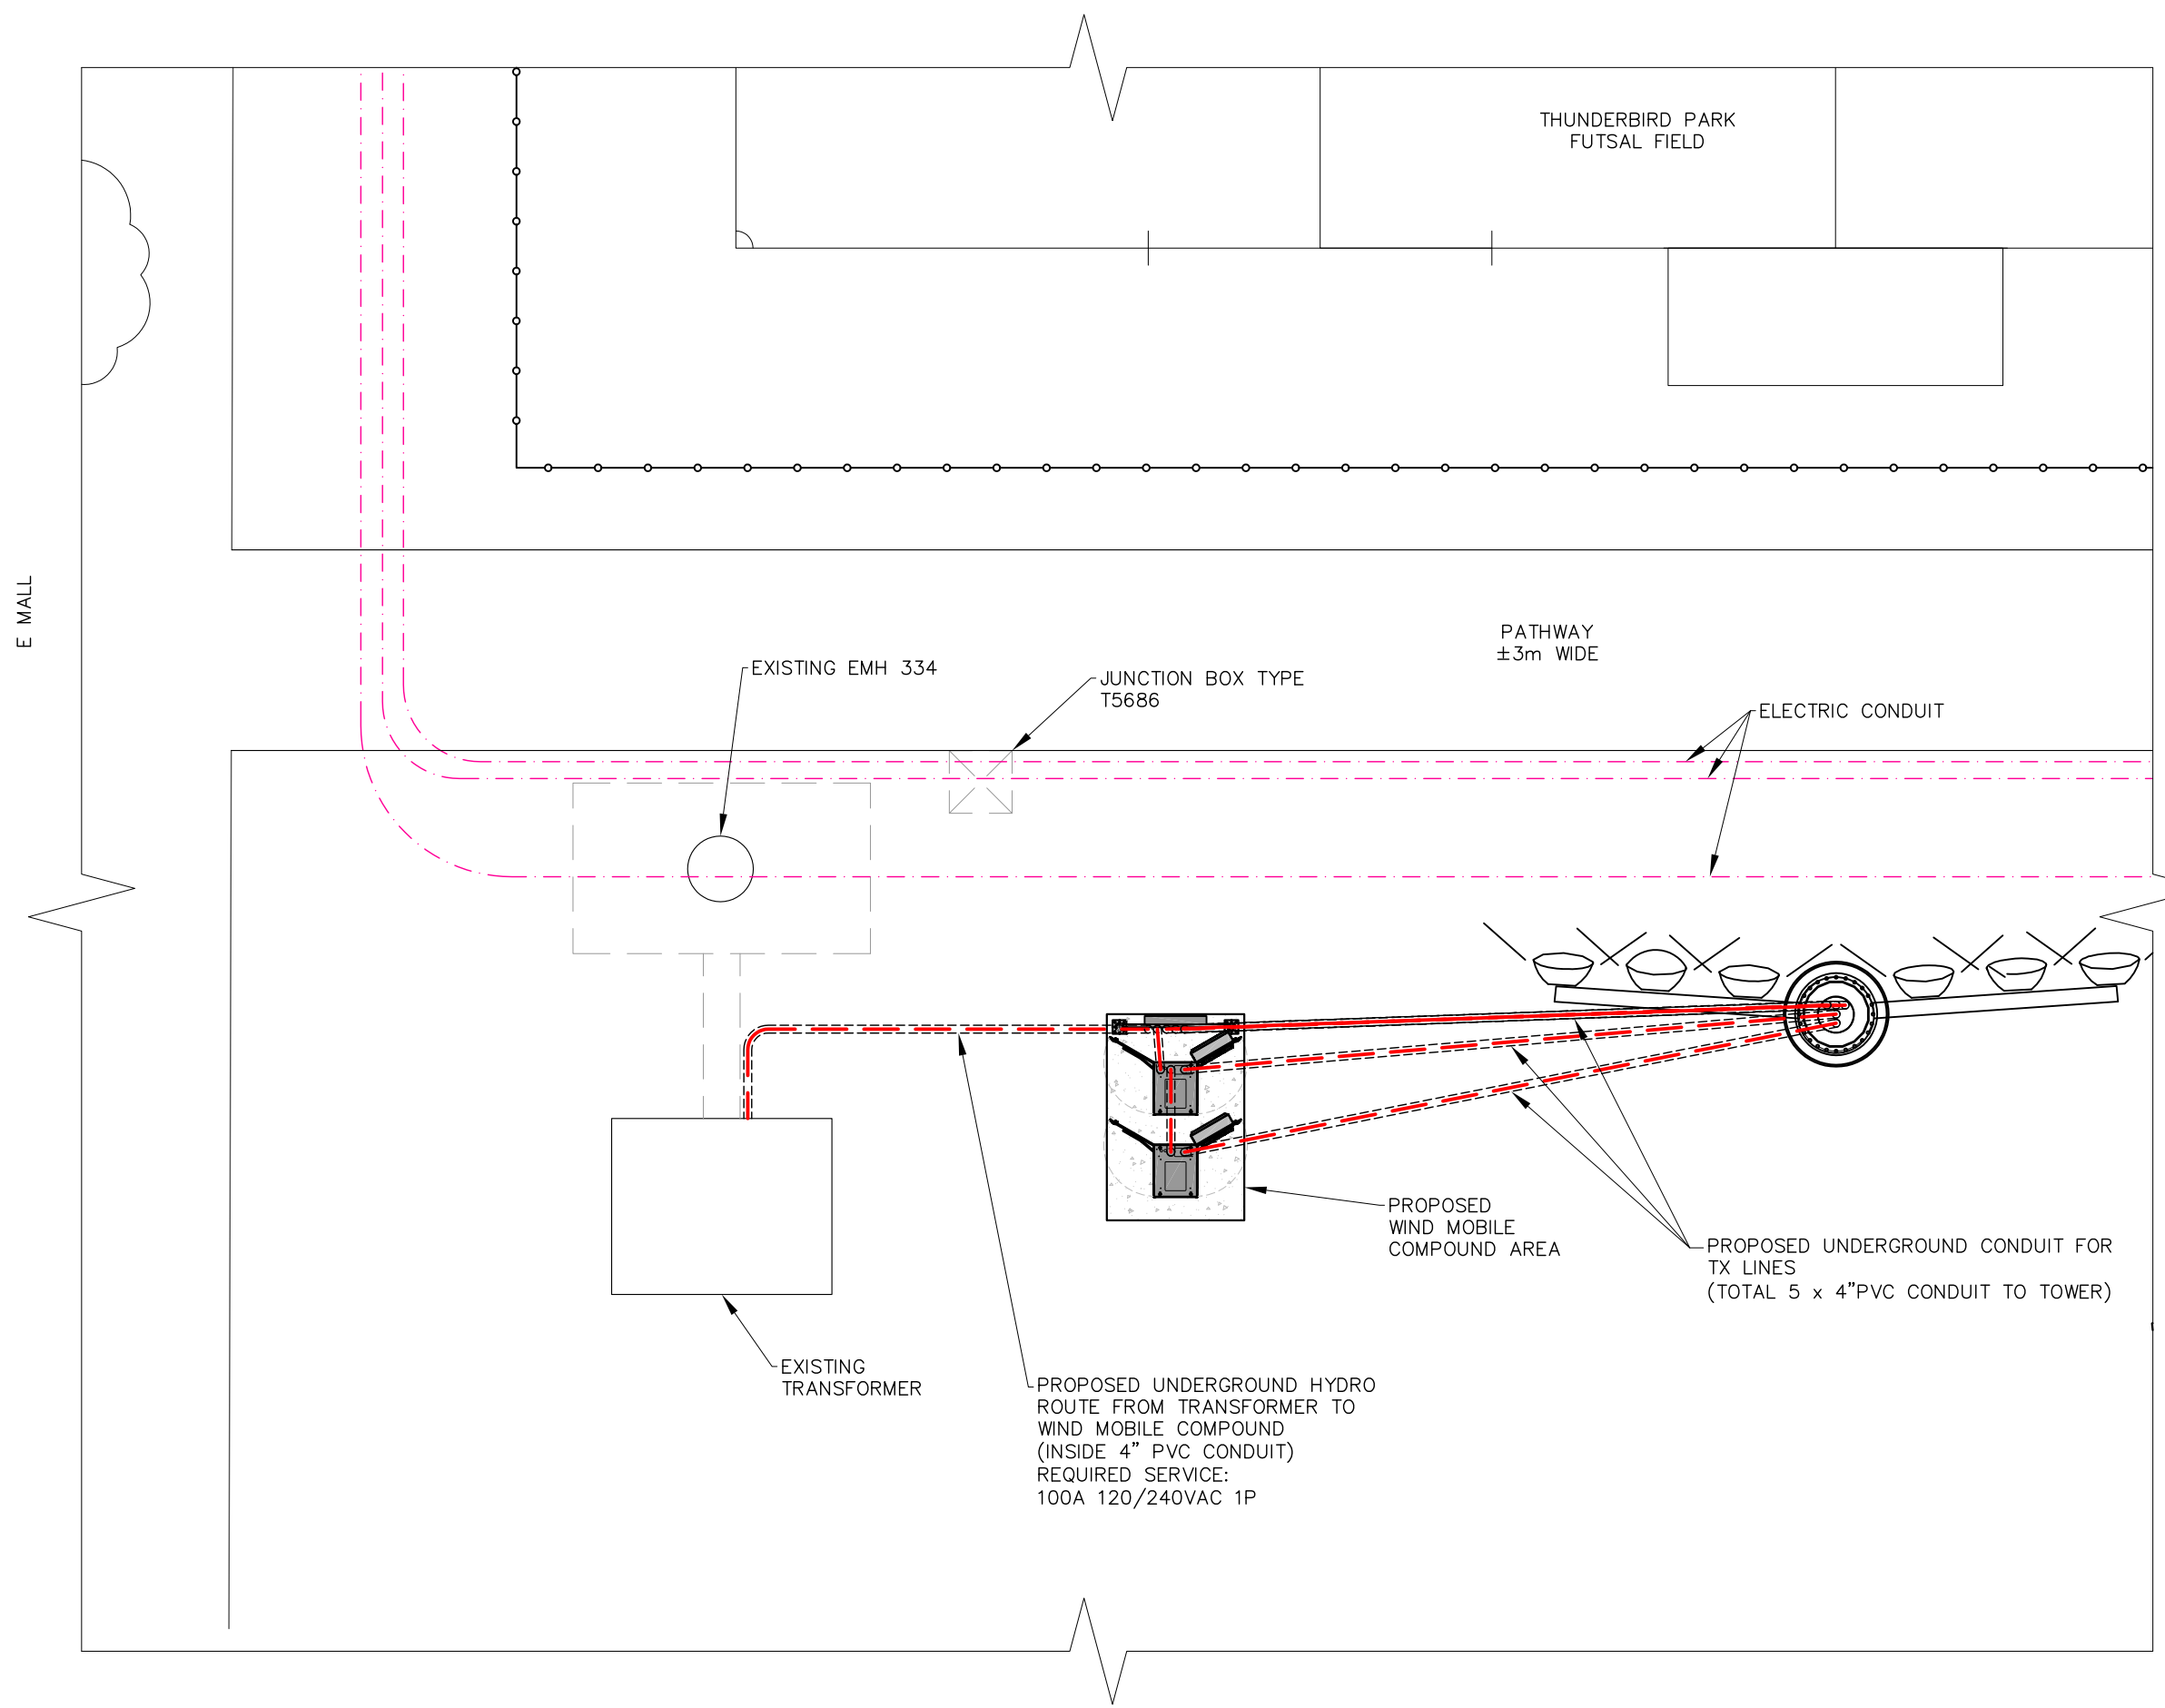 THUNDERBIRD PARK
FUTSAL FIELD
E MALL
PATHWAY
±3m WIDE
EXISTING EMH 334
JUNCTION BOX TYPE
T5686
ELECTRIC CONDUIT
PROPOSED
WIND MOBILE
COMPOUND AREA
PROPOSED UNDERGROUND CONDUIT FOR
TX LINES
(TOTAL 5 x 4"PVC CONDUIT TO TOWER)
EXISTING
TRANSFORMER
PROPOSED UNDERGROUND HYDRO
ROUTE FROM TRANSFORMER TO
WIND MOBILE COMPOUND
(INSIDE 4" PVC CONDUIT)
REQUIRED SERVICE:
100A 120/240VAC 1P